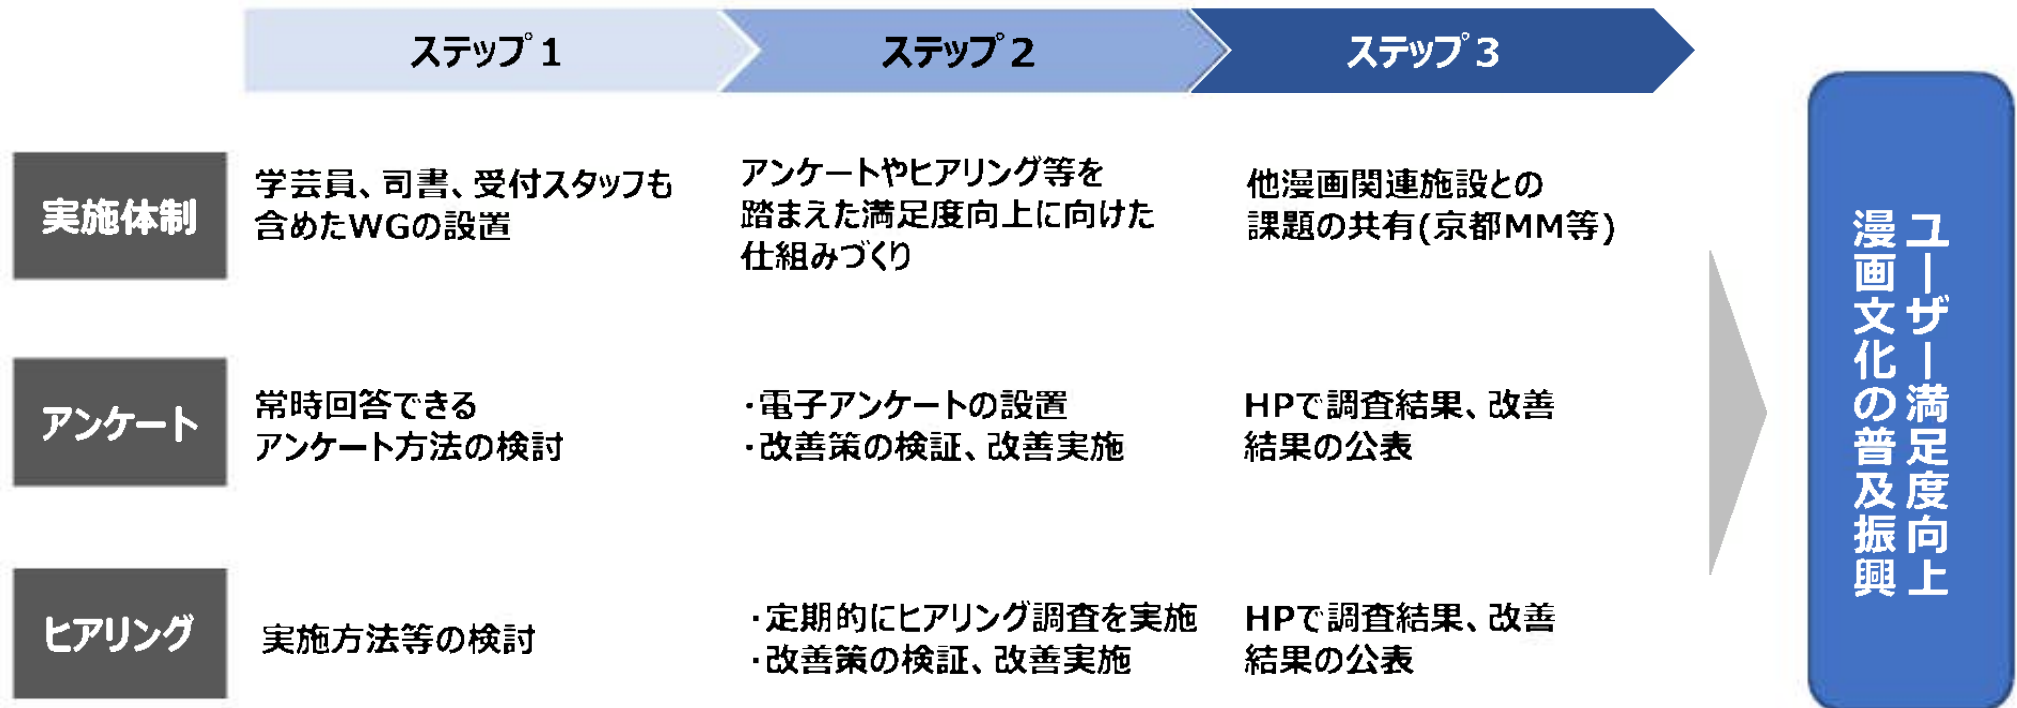 ステップ1
ステップ2
ステップ3
実施体制
学芸員、司書、受付スタッフも
含めたWGの設置
アンケートやヒアリング等を
踏まえた満足度向上に向けた
仕組みづくり
他漫画関連施設との
課題の共有(京都MM等)
アンケート
常時回答できる
アンケート方法の検討
・電子アンケートの設置
・改善策の検証、改善実施
HPで調査結果、改善
結果の公表
ヒアリング
実施方法等の検討
・定期的にヒアリング調査を実施
・改善策の検証、改善実施
HPで調査結果、改善
結果の公表
ユーザー満足度向上
漫画文化の普及振興